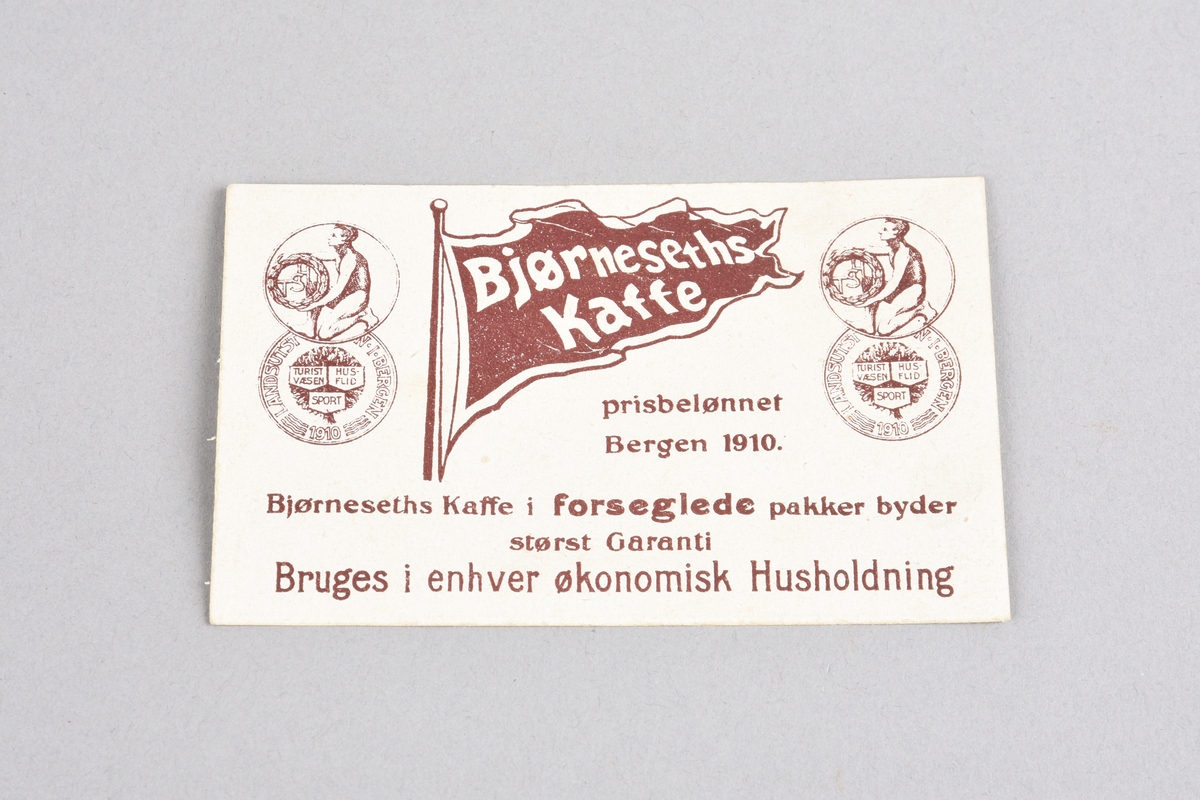 Bjørneseths
Kaffe
LANDSUTST N. I. BERGEN
TURIST HUS-
VÆSEN FLID
SPORT
1910
LANDSUTST N. I. BERGEN
TURIST HUS-
VÆSEN FLID
SPORT
1910
prisbelønnet
Bergen 1910.
Bjørneseths Kaffe i forseglede pakker byder
størst Garanti
Bruges i enhver økonomisk Husholdning